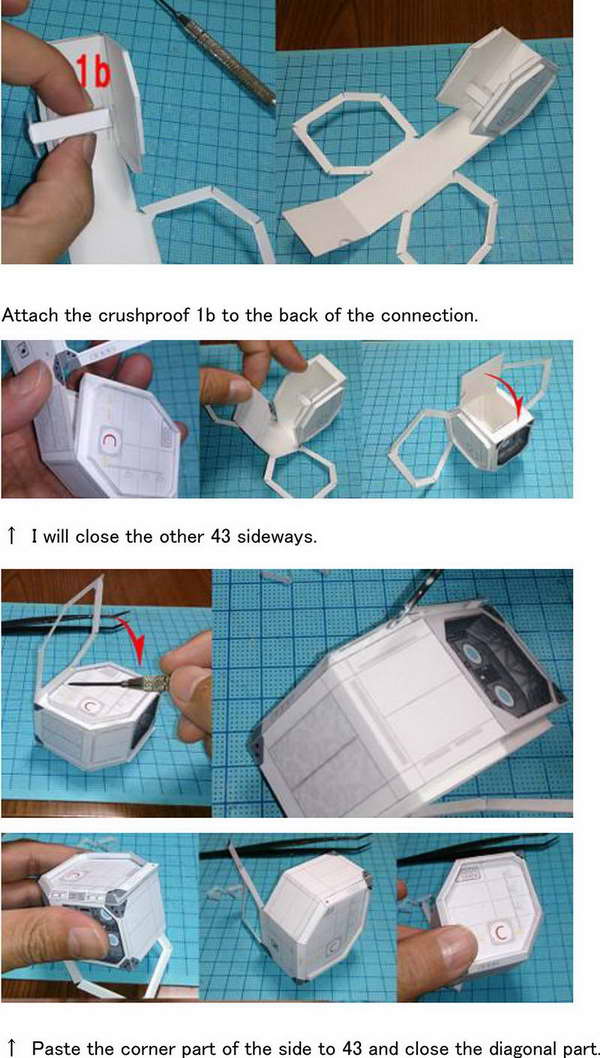 1b
Attach the crushproof 1b to the back of the connection.
C
↑ I will close the other 43 sideways.
C
↑ Paste the corner part of the side to 43 and close the diagonal part.
C
C